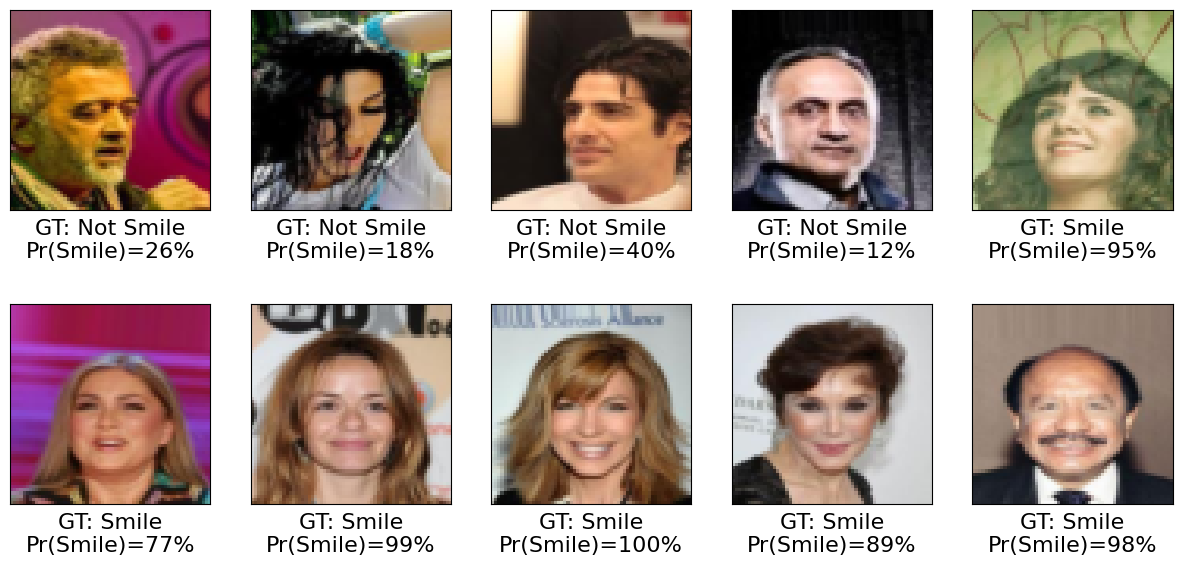 GT: Not Smile
Pr(Smile)=26%
GT: Not Smile
Pr(Smile)=18%
GT: Not Smile
Pr(Smile)=40%
GT: Not Smile
Pr(Smile)=12%
GT: Smile
Pr(Smile)=95%
GT: Smile
Pr(Smile)=77%
GT: Smile
Pr(Smile)=99%
GT: Smile
Pr(Smile)=100%
GT: Smile
Pr(Smile)=89%
GT: Smile
Pr(Smile)=98%